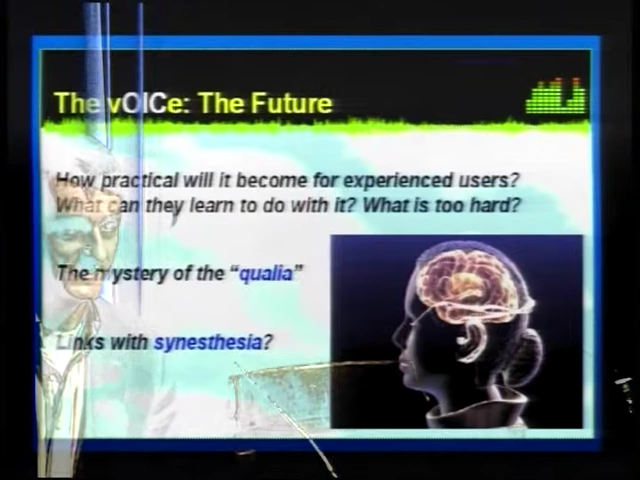 The vOICe: The Future
How practical will it become for experienced users?
What can they learn to do with it? What is too hard?
The mystery of the “qualia”
Links with synesthesia?